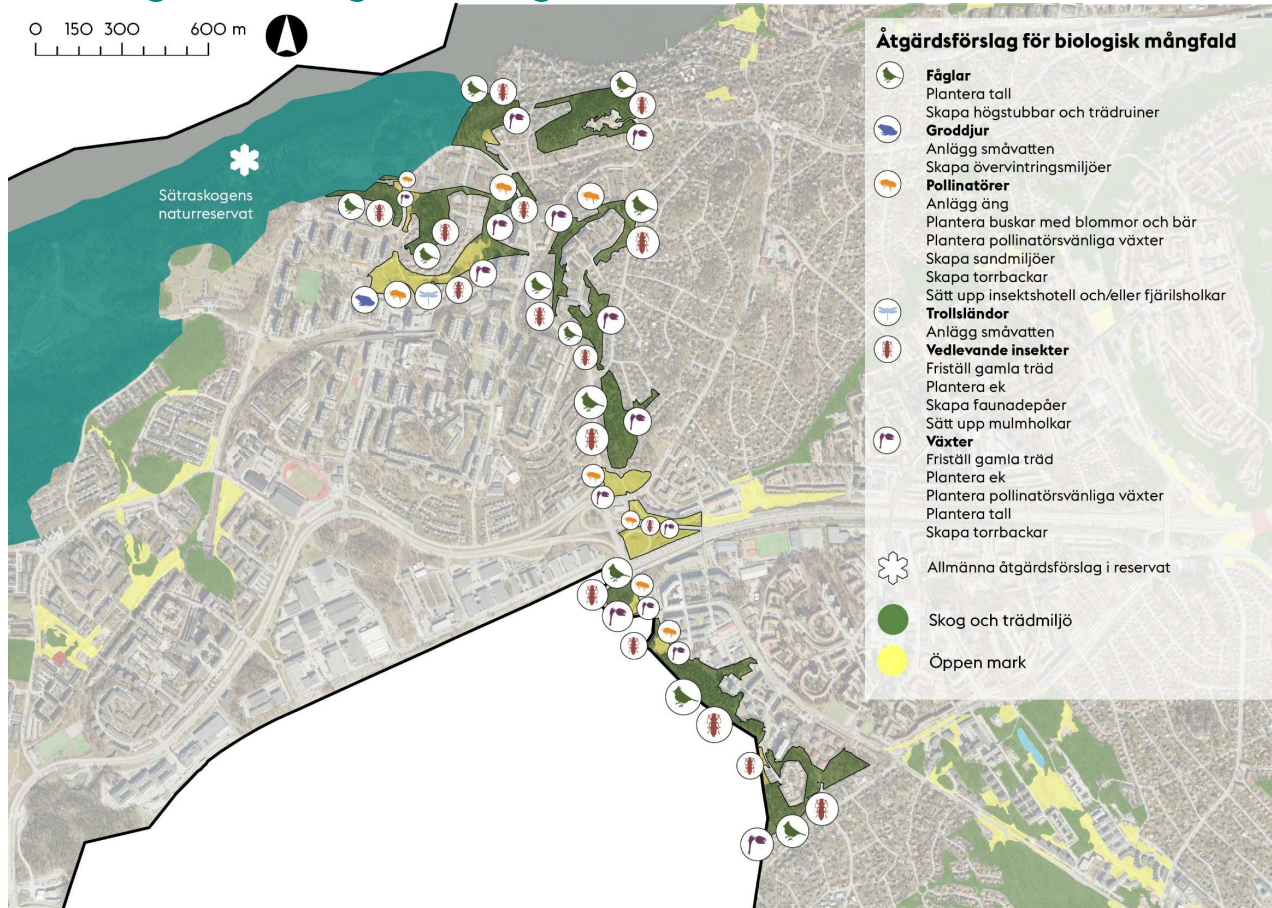 0 150 300 600 m
Sätraskogens
naturreservat
Åtgärdsförslag för biologisk mångfald
Fåglar
Plantera tall
Skapa högstubbar och trädruiner
Groddjur
Anlägg småvatten
Skapa övervintringsmiljöer
Pollinatörer
Anlägg äng
Plantera buskar med blommor och bär
Plantera pollinatörsvänliga växter
Skapa sandmiljöer
Skapa torrbackar
Sätt upp insektshotell och/eller fjärilsholkar
Trollsländor
Anlägg småvatten
Vedlevande insekter
Friställ gamla träd
Plantera ek
Skapa faunadepåer
Sätt upp mulmholkar
Växter
Friställ gamla träd
Plantera ek
Plantera pollinatörsvänliga växter
Plantera tall
Skapa torrbackar
Allmänna åtgärdsförslag i reservat
Skog och trädmiljö
Öppen mark